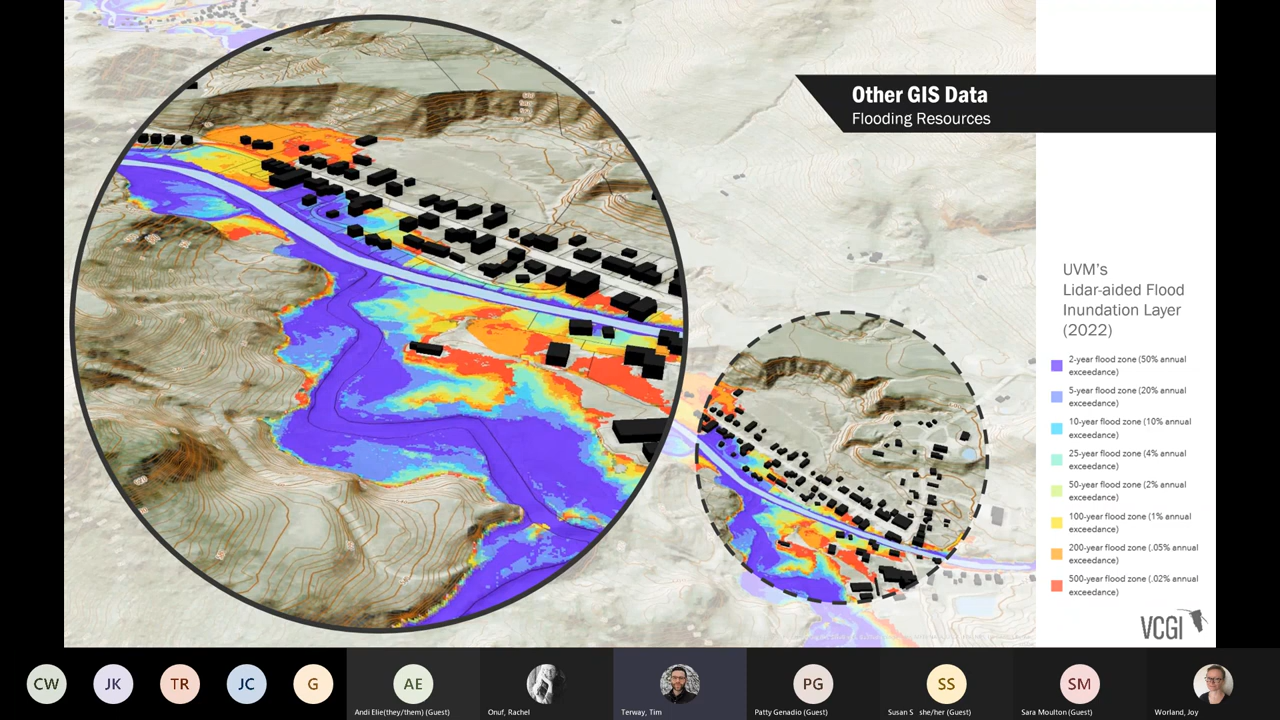 Other GIS Data
Flooding Resources
UVM's
Lidar-aided Flood
Inundation Layer
(2022)
2-year flood zone (50% annual
exceedance)
5-year flood zone (20% annual
exceedance)
10-year flood zone (10% annual
exceedance)
25-year flood zone (4% annual
exceedance)
50-year flood zone (2% annual
exceedance)
100-year flood zone (1% annual
exceedance)
200-year flood zone (.05% annual
exceedance)
500-year flood zone (.02% annual
exceedance)
VCGI
CW
JK
TR
JC
G
AE
PG
SS
SM
Andi Elie(they/them) (Guest)
Onuf, Rachel
Terway, Tim
Patty Genadio (Guest)
Susan S she/her (Guest)
Sara Moulton (Guest)
Worland, Joy